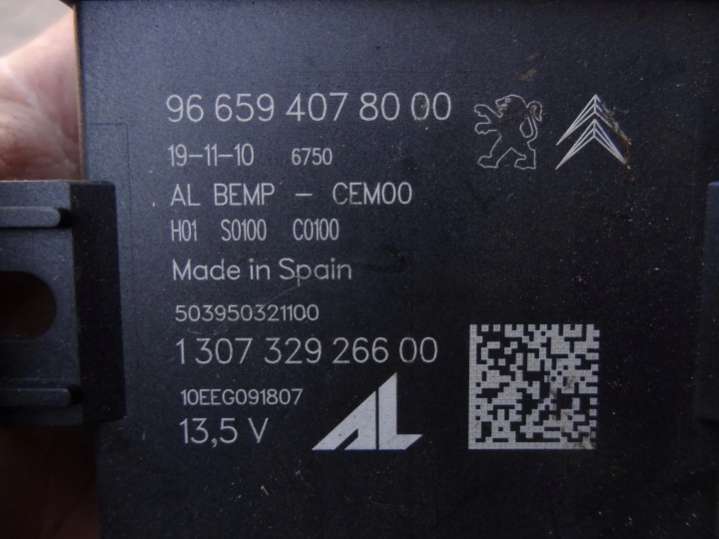 96 659 407 80 00
19-11-10 6750
AL BEMP - CEM00
H01 S0100 C0100
Made in Spain
503950321100
1 307 329 266 00
10EEG091807
13,5 V AL